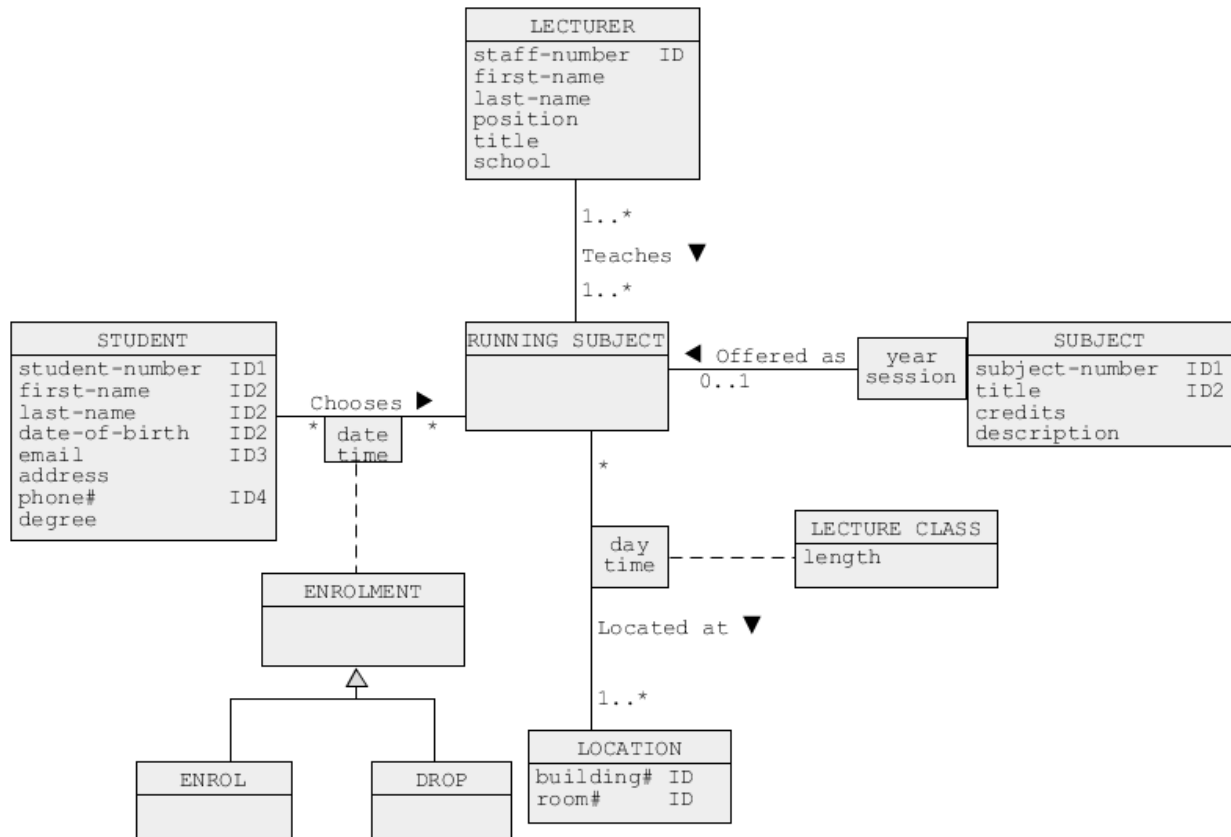 LECTURER
staff-number ID
first-name
last-name
position
title
school
1..*
Teaches ▼
1..*
STUDENT
student-number ID1
first-name ID2
last-name ID2
date-of-birth ID2
email ID3
address
phone# ID4
degree
Chooses ▶
* *
date
time
RUNNING SUBJECT
◀ Offered as
0..1
year
session
SUBJECT
subject-number ID1
title ID2
credits
description
*
day
time
LECTURE CLASS
length
Located at ▼
1..*
ENROLMENT
ENROL
DROP
LOCATION
building# ID
room# ID